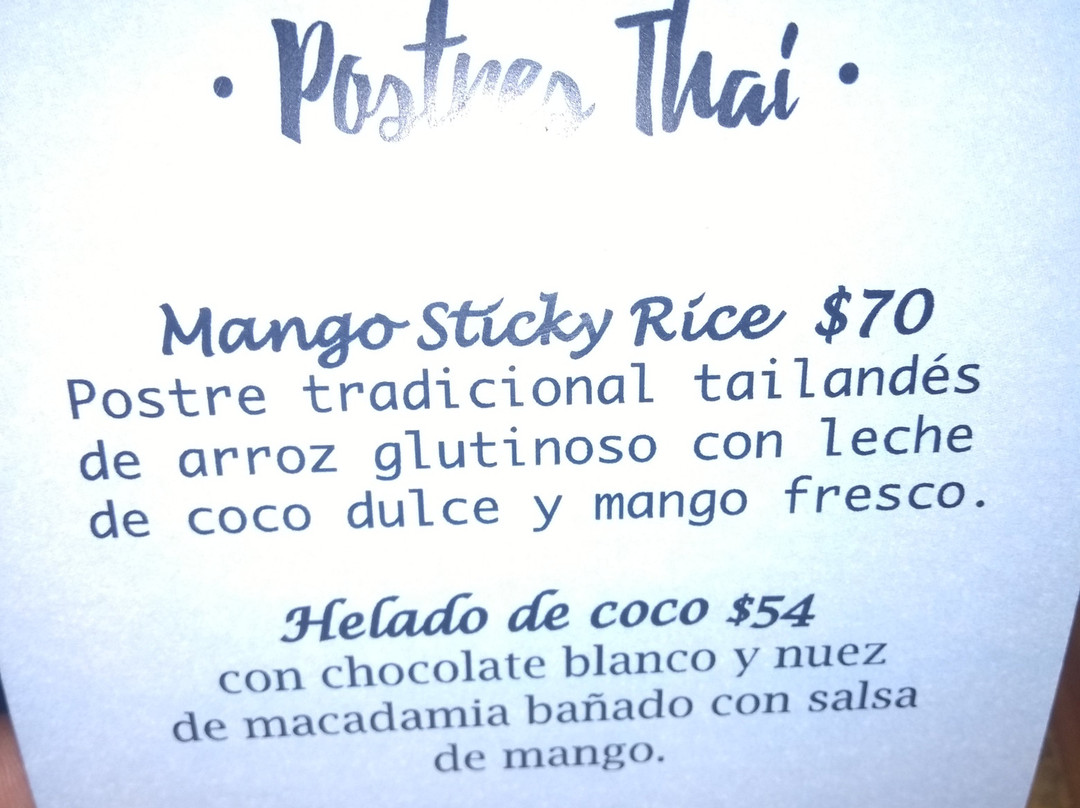 • Postres Thai •
Mango Sticky Rice $70
Postre tradicional tailandés
de arroz glutinoso con leche
de coco dulce y mango fresco.
Helado de coco $54
con chocolate blanco y nuez
de macadamia bañado con salsa
de mango.